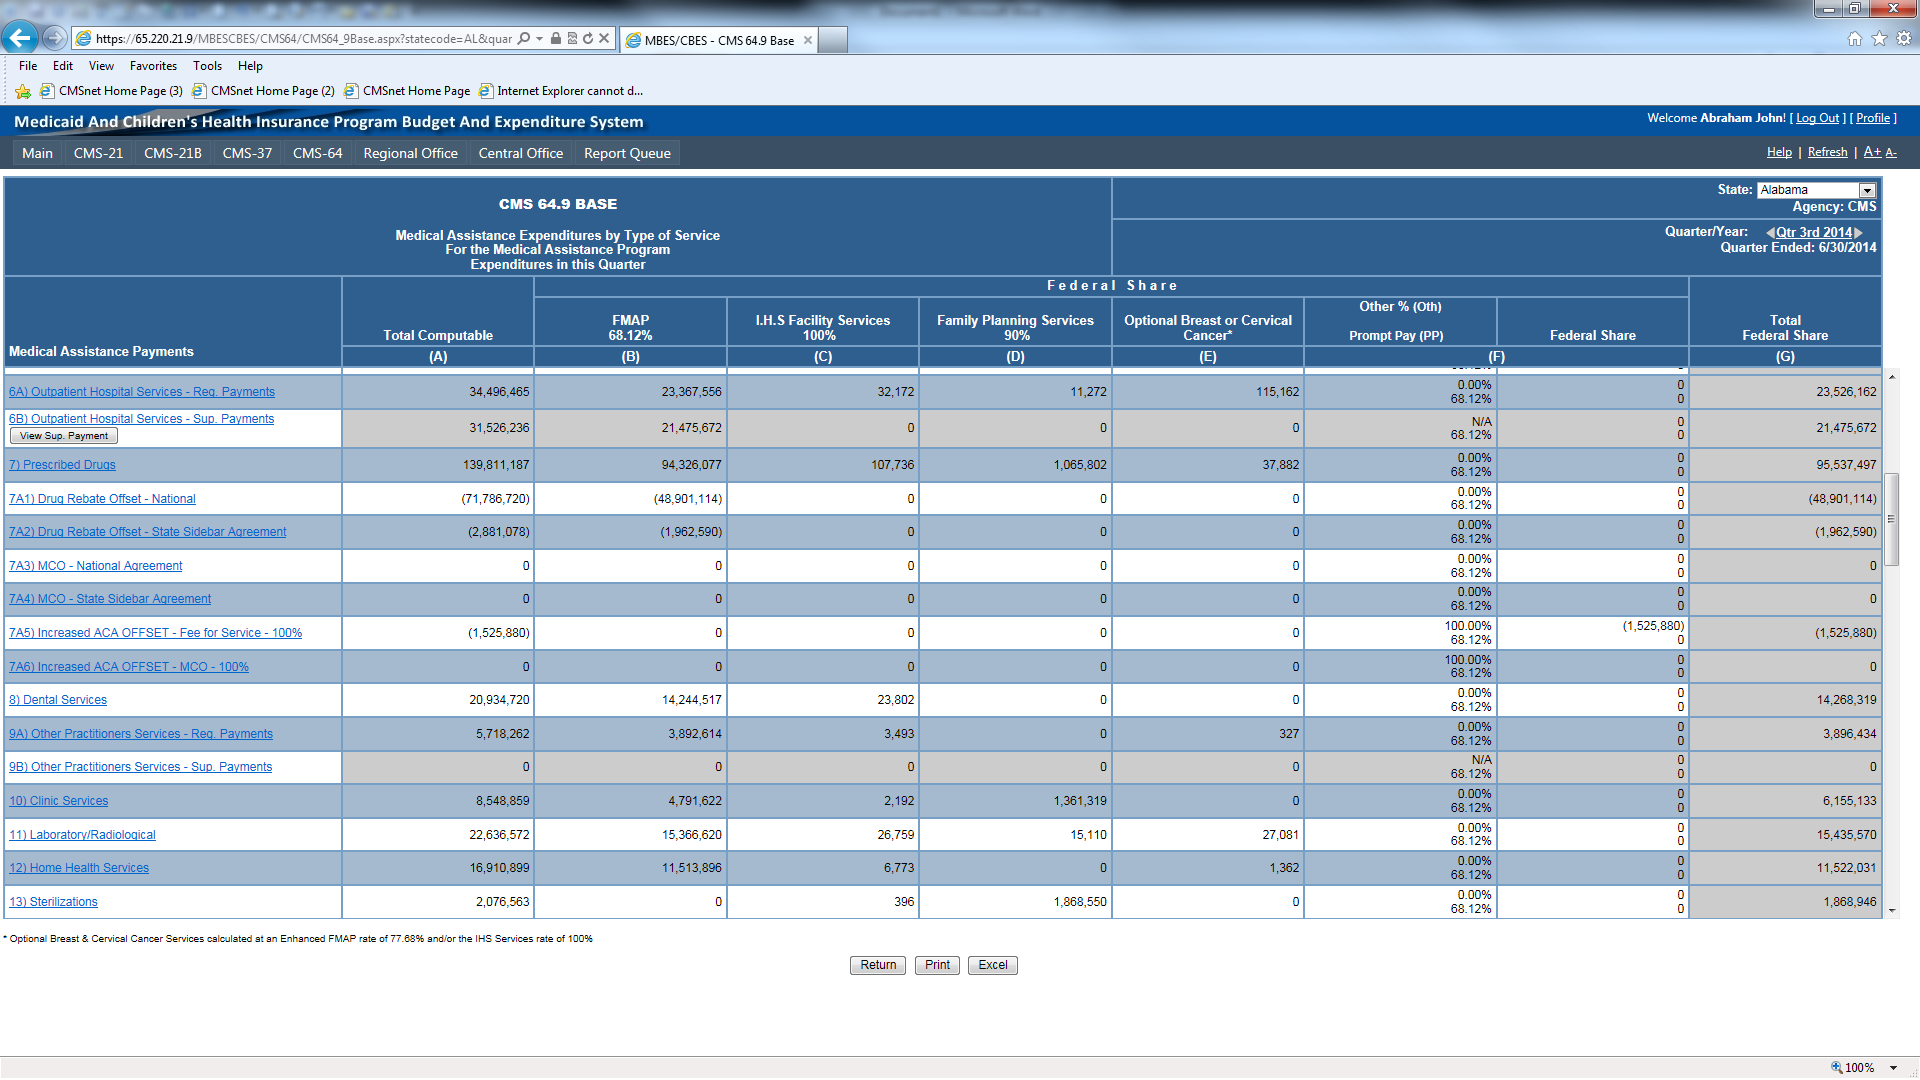 https://65.220.21.9/MBESCBES/CMS64/CMS64_9Base.aspx?statecode=AL&quar
MBES/CBES - CMS 64.9 Base
File Edit View Favorites Tools Help
CMSnet Home Page (3) CMSnet Home Page (2) CMSnet Home Page Internet Explorer cannot d...
Medicaid And Children's Health Insurance Program Budget And Expenditure System
Welcome Abraham John! [ Log Out ] [ Profile ]
Main CMS-21 CMS-21B CMS-37 CMS-64 Regional Office Central Office Report Queue
Help | Refresh | A+ A-
CMS 64.9 BASE
Medical Assistance Expenditures by Type of Service
For the Medical Assistance Program
Expenditures in this Quarter
State: Alabama
Agency: CMS
Quarter/Year: Qtr 3rd 2014
Quarter Ended: 6/30/2014
Medical Assistance Payments
Total Computable
(A)
Federal Share
FMAP
68.12%
(B)
I.H.S Facility Services
100%
(C)
Family Planning Services
90%
(D)
Optional Breast or Cervical
Cancer*
(E)
Other % (Oth)
Prompt Pay (PP)
Federal Share
(F)
Total
Federal Share
(G)
6A) Outpatient Hospital Services - Reg. Payments 34,496,465 23,367,556 32,172 11,272 115,162 0.00% 0 23,526,162
68.12% 0
6B) Outpatient Hospital Services - Sup. Payments 31,526,236 21,475,672 0 0 0 N/A 0 21,475,672
View Sup. Payment 68.12% 0
7) Prescribed Drugs 139,811,187 94,326,077 107,736 1,065,802 37,882 0.00% 0 95,537,497
68.12% 0
7A1) Drug Rebate Offset - National (71,786,720) (48,901,114) 0 0 0 0.00% 0 (48,901,114)
68.12% 0
7A2) Drug Rebate Offset - State Sidebar Agreement (2,881,078) (1,962,590) 0 0 0 0.00% 0 (1,962,590)
68.12% 0
7A3) MCO - National Agreement 0 0 0 0 0 0.00% 0 0
68.12% 0
7A4) MCO - State Sidebar Agreement 0 0 0 0 0 0.00% 0 0
68.12% 0
7A5) Increased ACA OFFSET - Fee for Service - 100% (1,525,880) 0 0 0 0 100.00% (1,525,880) (1,525,880)
68.12% 0
7A6) Increased ACA OFFSET - MCO - 100% 0 0 0 0 0 100.00% 0 0
68.12% 0
8) Dental Services 20,934,720 14,244,517 23,802 0 0 0.00% 0 14,268,319
68.12% 0
9A) Other Practitioners Services - Reg. Payments 5,718,262 3,892,614 3,493 0 327 0.00% 0 3,896,434
68.12% 0
9B) Other Practitioners Services - Sup. Payments 0 0 0 0 0 N/A 0 0
68.12% 0
10) Clinic Services 8,548,859 4,791,622 2,192 1,361,319 0 0.00% 0 6,155,133
68.12% 0
11) Laboratory/Radiological 22,636,572 15,366,620 26,759 15,110 27,081 0.00% 0 15,435,570
68.12% 0
12) Home Health Services 16,910,899 11,513,896 6,773 0 1,362 0.00% 0 11,522,031
68.12% 0
13) Sterilizations 2,076,563 0 396 1,868,550 0 0.00% 0 1,868,946
68.12% 0
* Optional Breast & Cervical Cancer Services calculated at an Enhanced FMAP rate of 77.68% and/or the IHS Services rate of 100%
Return Print Excel
100%